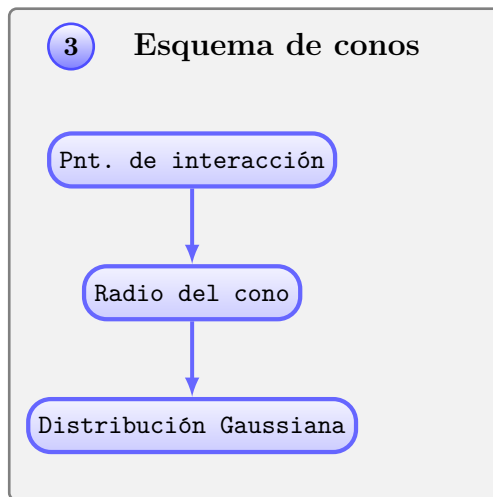 3 Esquema de conos
Pnt. de interacción
Radio del cono
Distribución Gaussiana